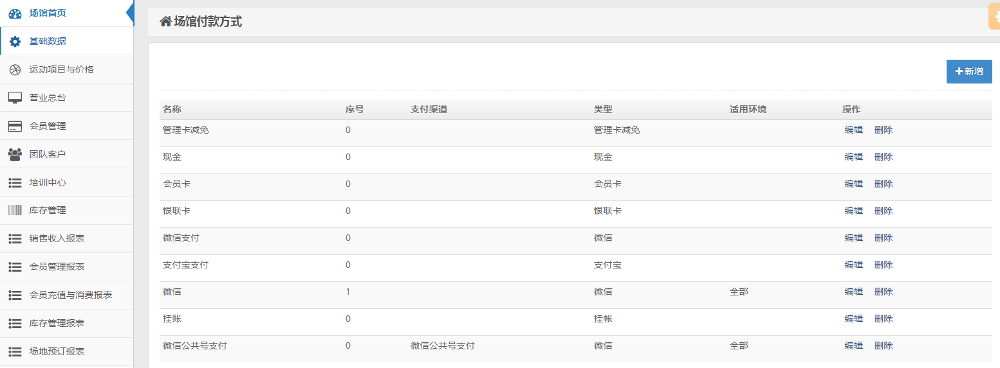 场馆首页
基础数据
运动项目与价格
营业总台
会员管理
团队客户
培训中心
库存管理
销售收入报表
会员管理报表
会员充值与消费报表
库存管理报表
场地预订报表
场馆付款方式
新增
名称 序号 支付渠道 类型 适用环境 操作
管理卡减免 0 管理卡减免 编辑 删除
现金 0 现金 编辑 删除
会员卡 0 会员卡 编辑 删除
银联卡 0 银联卡 编辑 删除
微信支付 0 微信 编辑 删除
支付宝支付 0 支付宝 编辑 删除
微信 1 微信 全部 编辑 删除
挂账 0 挂帐 编辑 删除
微信公共号支付 0 微信公共号支付 微信 全部 编辑 删除